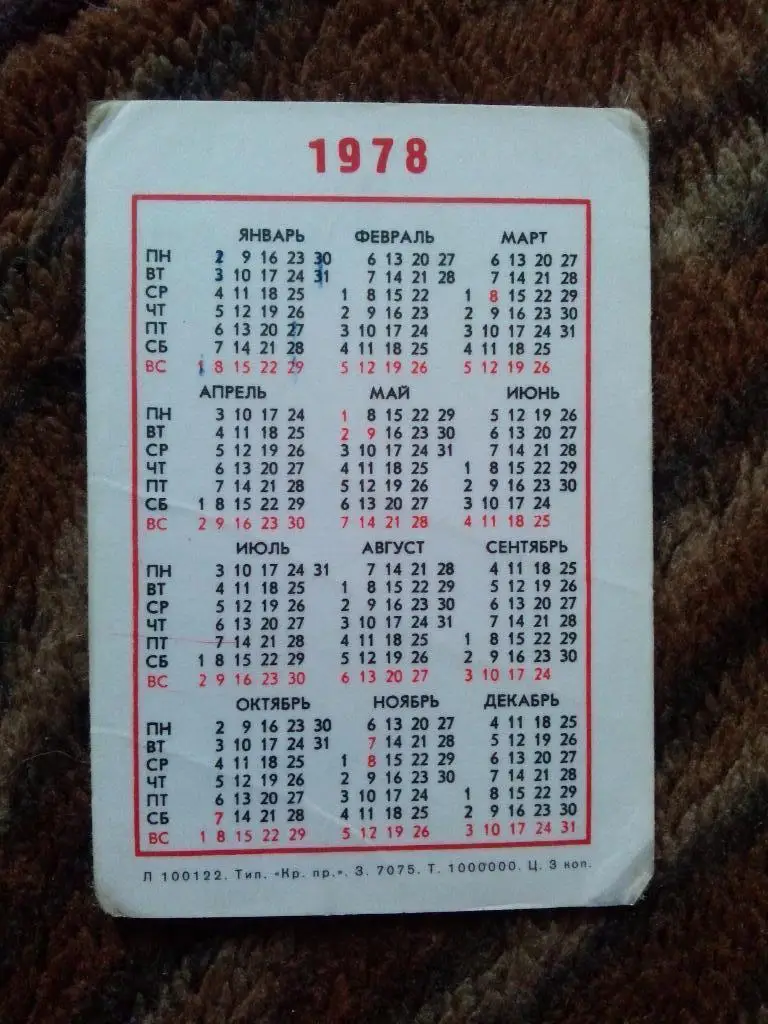 1978
ЯНВАРЬ ФЕВРАЛЬ МАРТ
ПН 2 9 16 23 30 6 13 20 27 6 13 20 27
ВТ 3 10 17 24 31 7 14 21 28 7 14 21 28
СР 4 11 18 25 1 8 15 22 1 8 15 22 29
ЧТ 5 12 19 26 2 9 16 23 2 9 16 23 30
ПТ 6 13 20 27 3 10 17 24 3 10 17 24 31
СБ 7 14 21 28 4 11 18 25 4 11 18 25
ВС 1 8 15 22 29 5 12 19 26 5 12 19 26
АПРЕЛЬ МАЙ ИЮНЬ
ПН 3 10 17 24 1 8 15 22 29 5 12 19 26
ВТ 4 11 18 25 2 9 16 23 30 6 13 20 27
СР 5 12 19 26 3 10 17 24 31 7 14 21 28
ЧТ 6 13 20 27 4 11 18 25 1 8 15 22 29
ПТ 7 14 21 28 5 12 19 26 2 9 16 23 30
СБ 1 8 15 22 29 6 13 20 27 3 10 17 24
ВС 2 9 16 23 30 7 14 21 28 4 11 18 25
ИЮЛЬ АВГУСТ СЕНТЯБРЬ
ПН 3 10 17 24 31 7 14 21 28 4 11 18 25
ВТ 4 11 18 25 1 8 15 22 29 5 12 19 26
СР 5 12 19 26 2 9 16 23 30 6 13 20 27
ЧТ 6 13 20 27 3 10 17 24 31 7 14 21 28
ПТ 7 14 21 28 4 11 18 25 1 8 15 22 29
СБ 1 8 15 22 29 5 12 19 26 2 9 16 23 30
ВС 2 9 16 23 30 6 13 20 27 3 10 17 24
ОКТЯБРЬ НОЯБРЬ ДЕКАБРЬ
ПН 2 9 16 23 30 6 13 20 27 4 11 18 25
ВТ 3 10 17 24 31 7 14 21 28 5 12 19 26
СР 4 11 18 25 1 8 15 22 29 6 13 20 27
ЧТ 5 12 19 26 2 9 16 23 30 7 14 21 28
ПТ 6 13 20 27 3 10 17 24 1 8 15 22 29
СБ 7 14 21 28 4 11 18 25 2 9 16 23 30
ВС 1 8 15 22 29 5 12 19 26 3 10 17 24 31
Л 100122. Тип. «Кр. пр.». З. 7075. Т. 1000000. Ц. 3 коп.